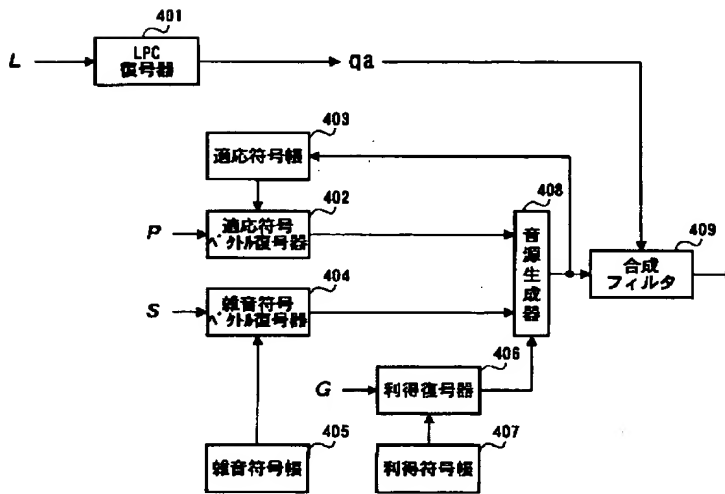 401
L
LPC
復号器
qa
403
適応符号帳
402
408
P
適応符号
ベクトル復号器
409
音源生成器
合成
フィルタ
404
S
雑音符号
ベクトル復号器
406
G
利得復号器
405
407
雑音符号帳
利得符号帳